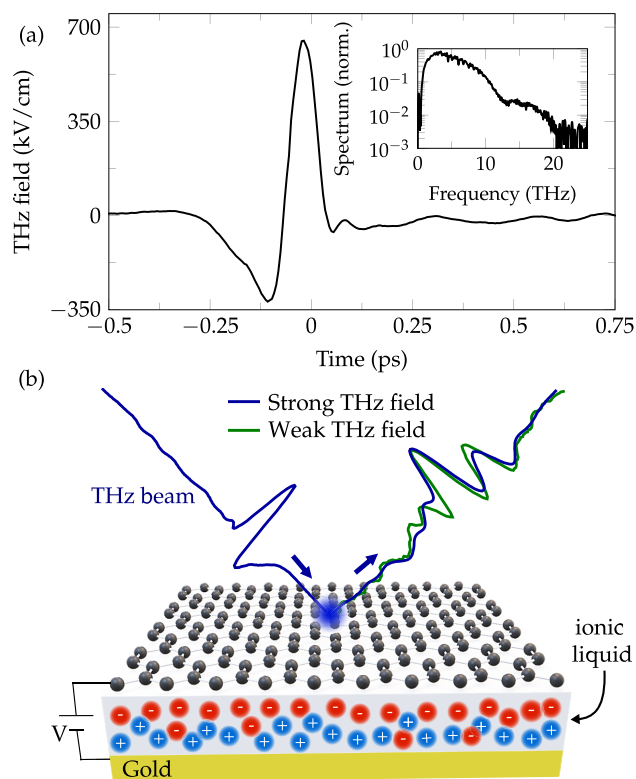 (a)
THz field (kV/cm)
700
350
0
−350
−0.5
−0.25
0
0.25
0.5
0.75
Time (ps)
Spectrum (norm.)
10⁰
10⁻¹
10⁻²
10⁻³
0
10
20
Frequency (THz)
(b)
Strong THz field
Weak THz field
THz beam
ionic
liquid
V
- - - - - - - - - - - -
+ + + - + + - + + + + - +
+ + + + + + + - + - + +
Gold